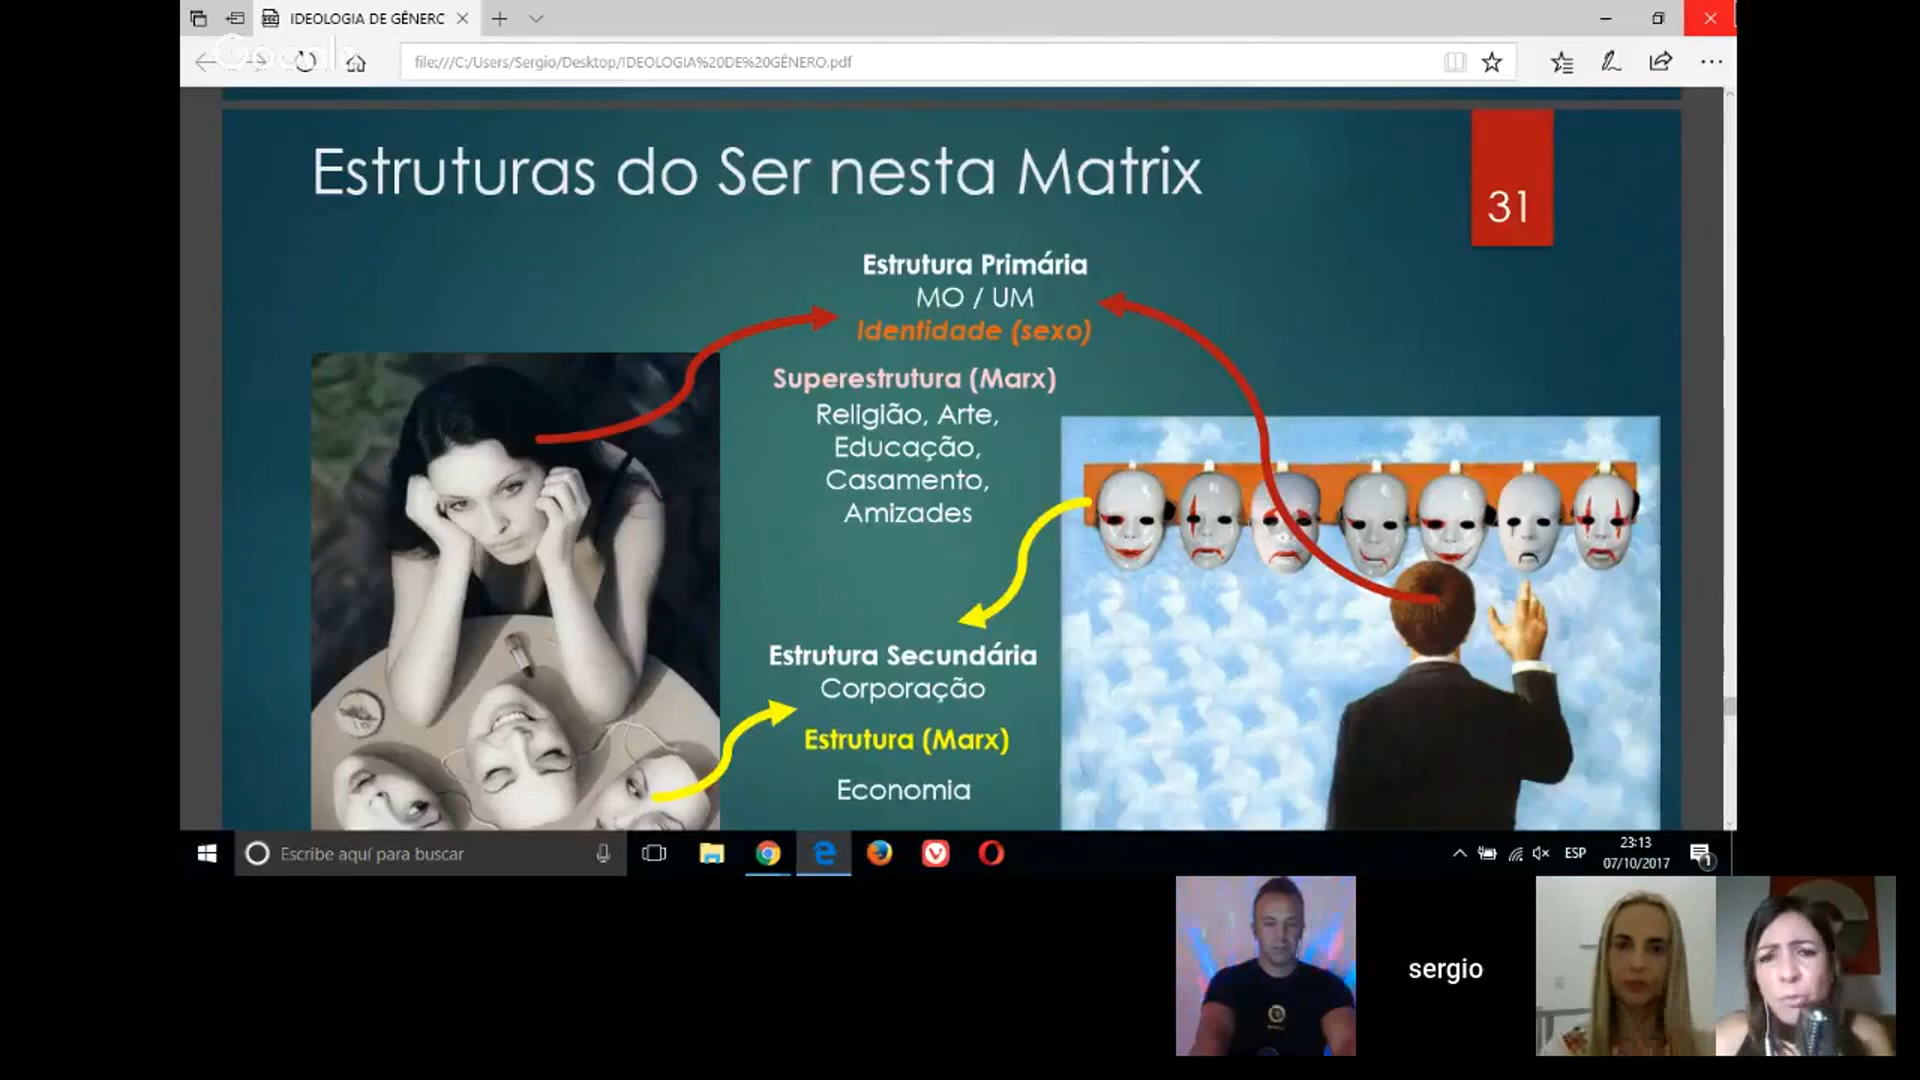 IDEOLOGIA DE GÊNERC
Google
file:///C:/Users/Sergio/Desktop/IDEOLOGIA%20DE%20GÊNERO.pdf
Estruturas do Ser nesta Matrix
31
Estrutura Primária
MO / UM
Identidade (sexo)
Superestrutura (Marx)
Religião, Arte,
Educação,
Casamento,
Amizades
Estrutura Secundária
Corporação
Estrutura (Marx)
Economia
Escribe aquí para buscar
ESP
23:13
07/10/2017
1
sergio